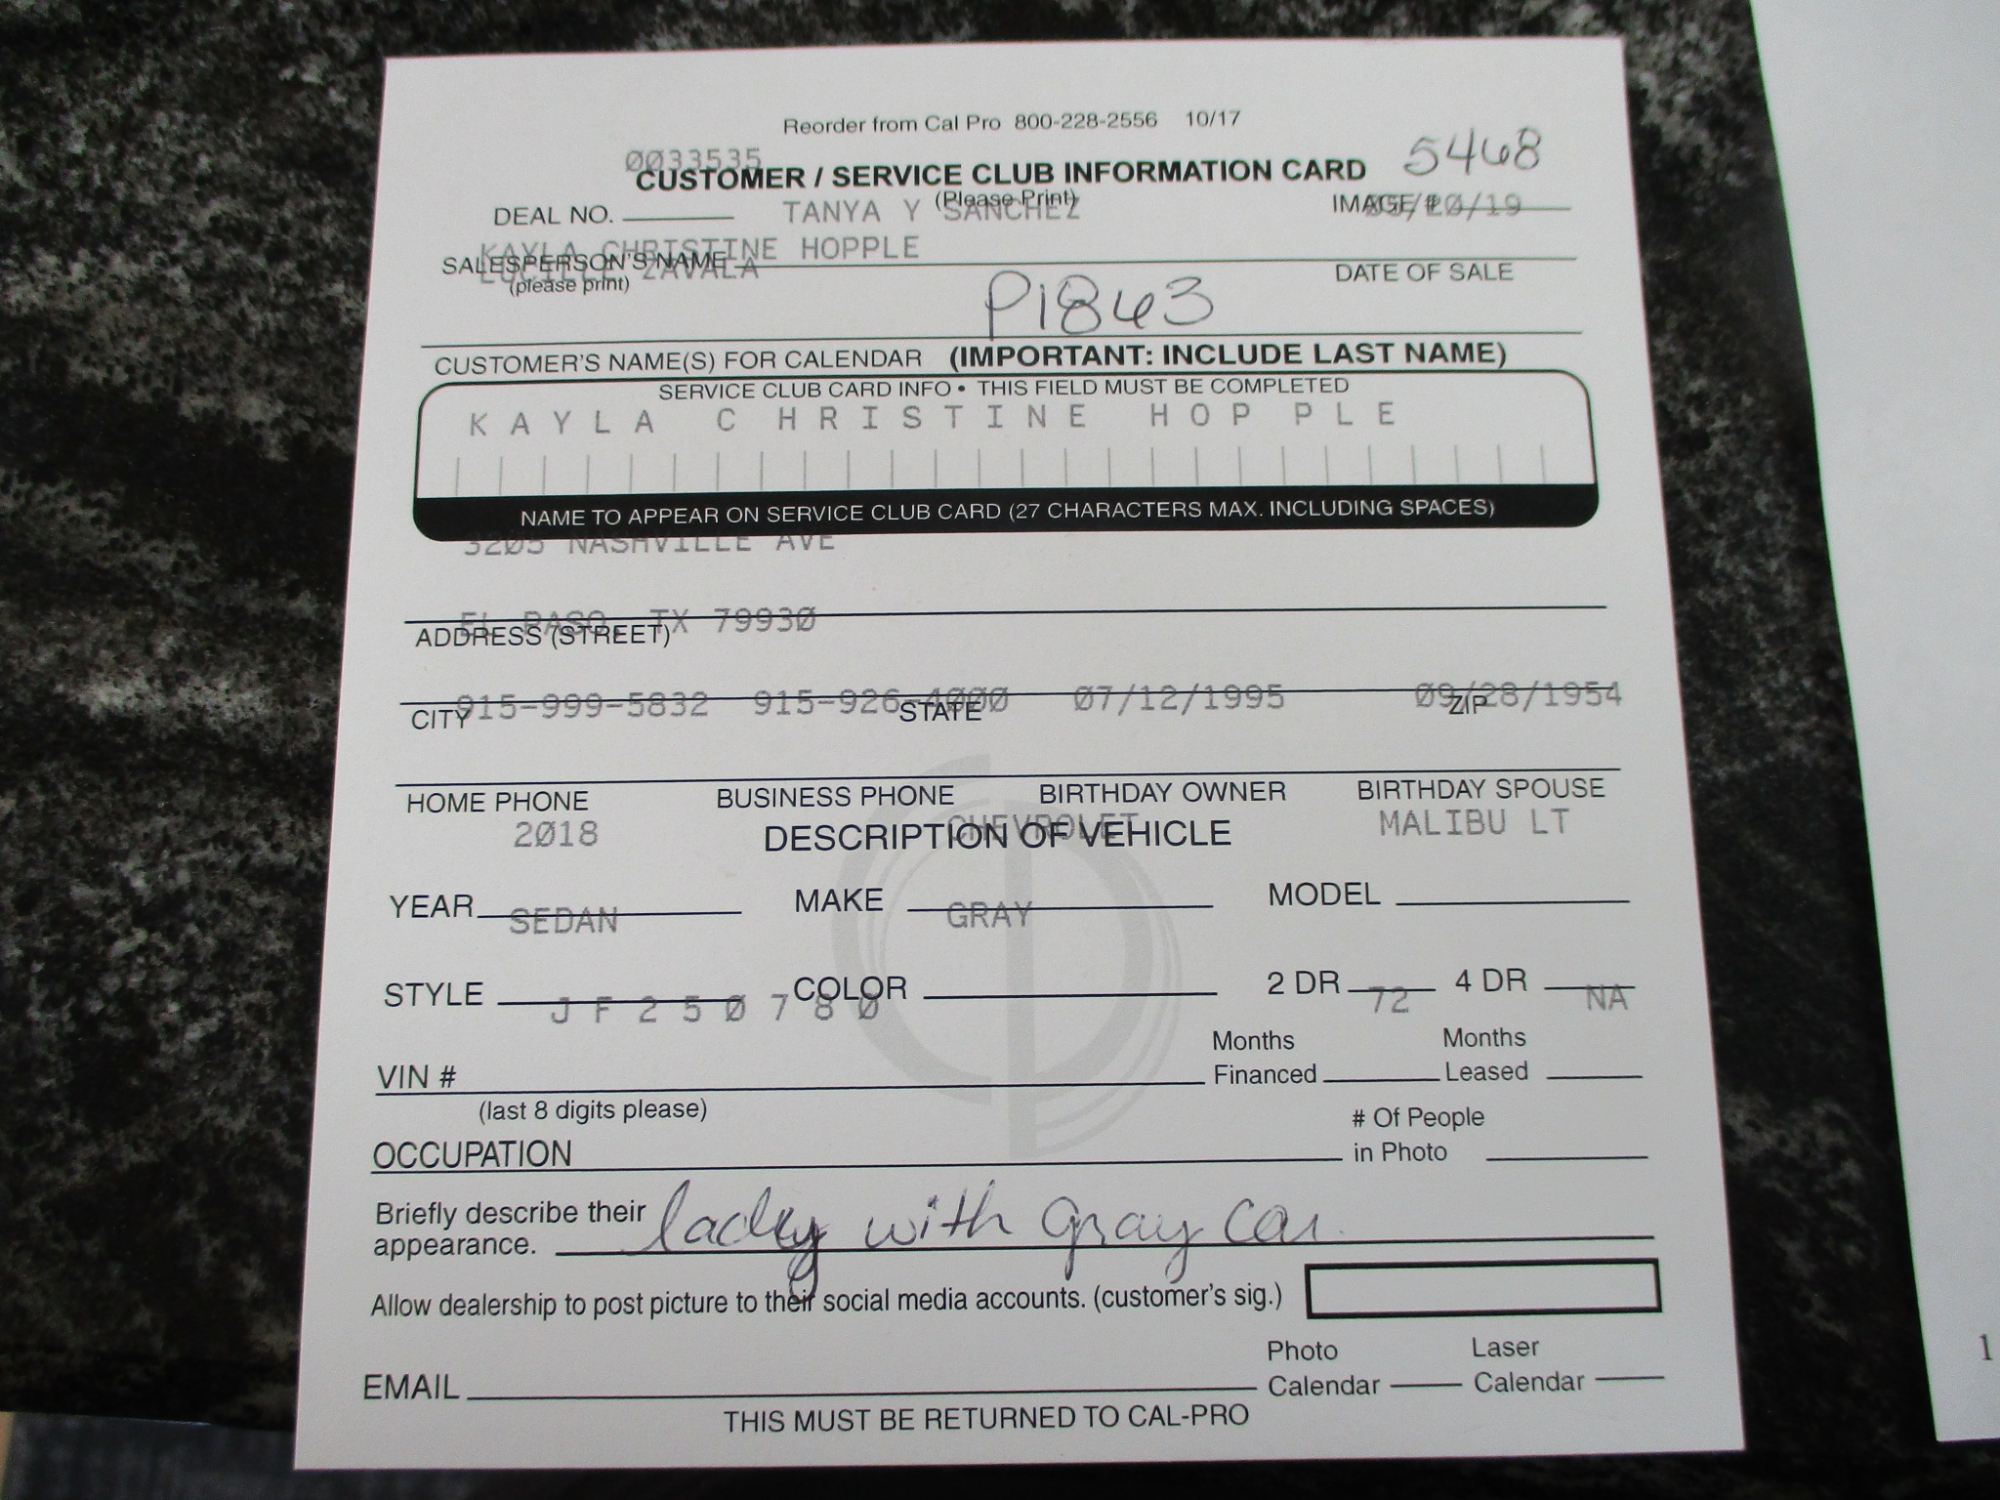 Reorder from Cal Pro 800-228-2556 10/17
0033535
CUSTOMER / SERVICE CLUB INFORMATION CARD 5468
(Please Print)
DEAL NO. TANYA Y SANCHEZ IMAGE # /20/19
KAYLA CHRISTINE HOPPLE
SALESPERSON'S NAME
LUCILLE ZAVALA
(please print) DATE OF SALE
P1843
CUSTOMER'S NAME(S) FOR CALENDAR (IMPORTANT: INCLUDE LAST NAME)
SERVICE CLUB CARD INFO • THIS FIELD MUST BE COMPLETED
KAYLA CHRISTINE HOPPLE
NAME TO APPEAR ON SERVICE CLUB CARD (27 CHARACTERS MAX. INCLUDING SPACES)
3205 NASHVILLE AVE
EL PASO, TX 79930
ADDRESS (STREET)
915-999-5832 915-926-4000 07/12/1995 09/28/1954
CITY STATE ZIP
HOME PHONE BUSINESS PHONE BIRTHDAY OWNER BIRTHDAY SPOUSE
2018 CHEVROLET MALIBU LT
DESCRIPTION OF VEHICLE
YEAR MAKE MODEL
SEDAN GRAY
STYLE COLOR 2 DR 4 DR
JF250780 72 NA
Months Months
VIN # Financed Leased
(last 8 digits please)
# Of People
OCCUPATION in Photo
Briefly describe their
appearance. lady with gray car.
Allow dealership to post picture to their social media accounts. (customer's sig.)
Photo Laser
EMAIL Calendar Calendar
THIS MUST BE RETURNED TO CAL-PRO
1